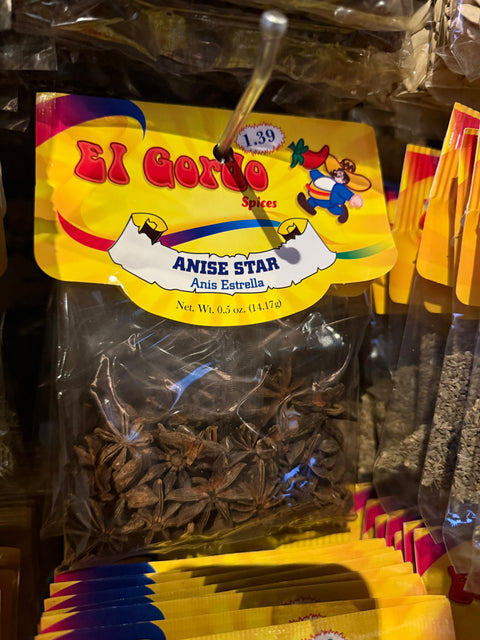 1.39
El Gordo
Spices
ANISE STAR
Anis Estrella
Net. Wt. 0.5 oz. (14.17g)